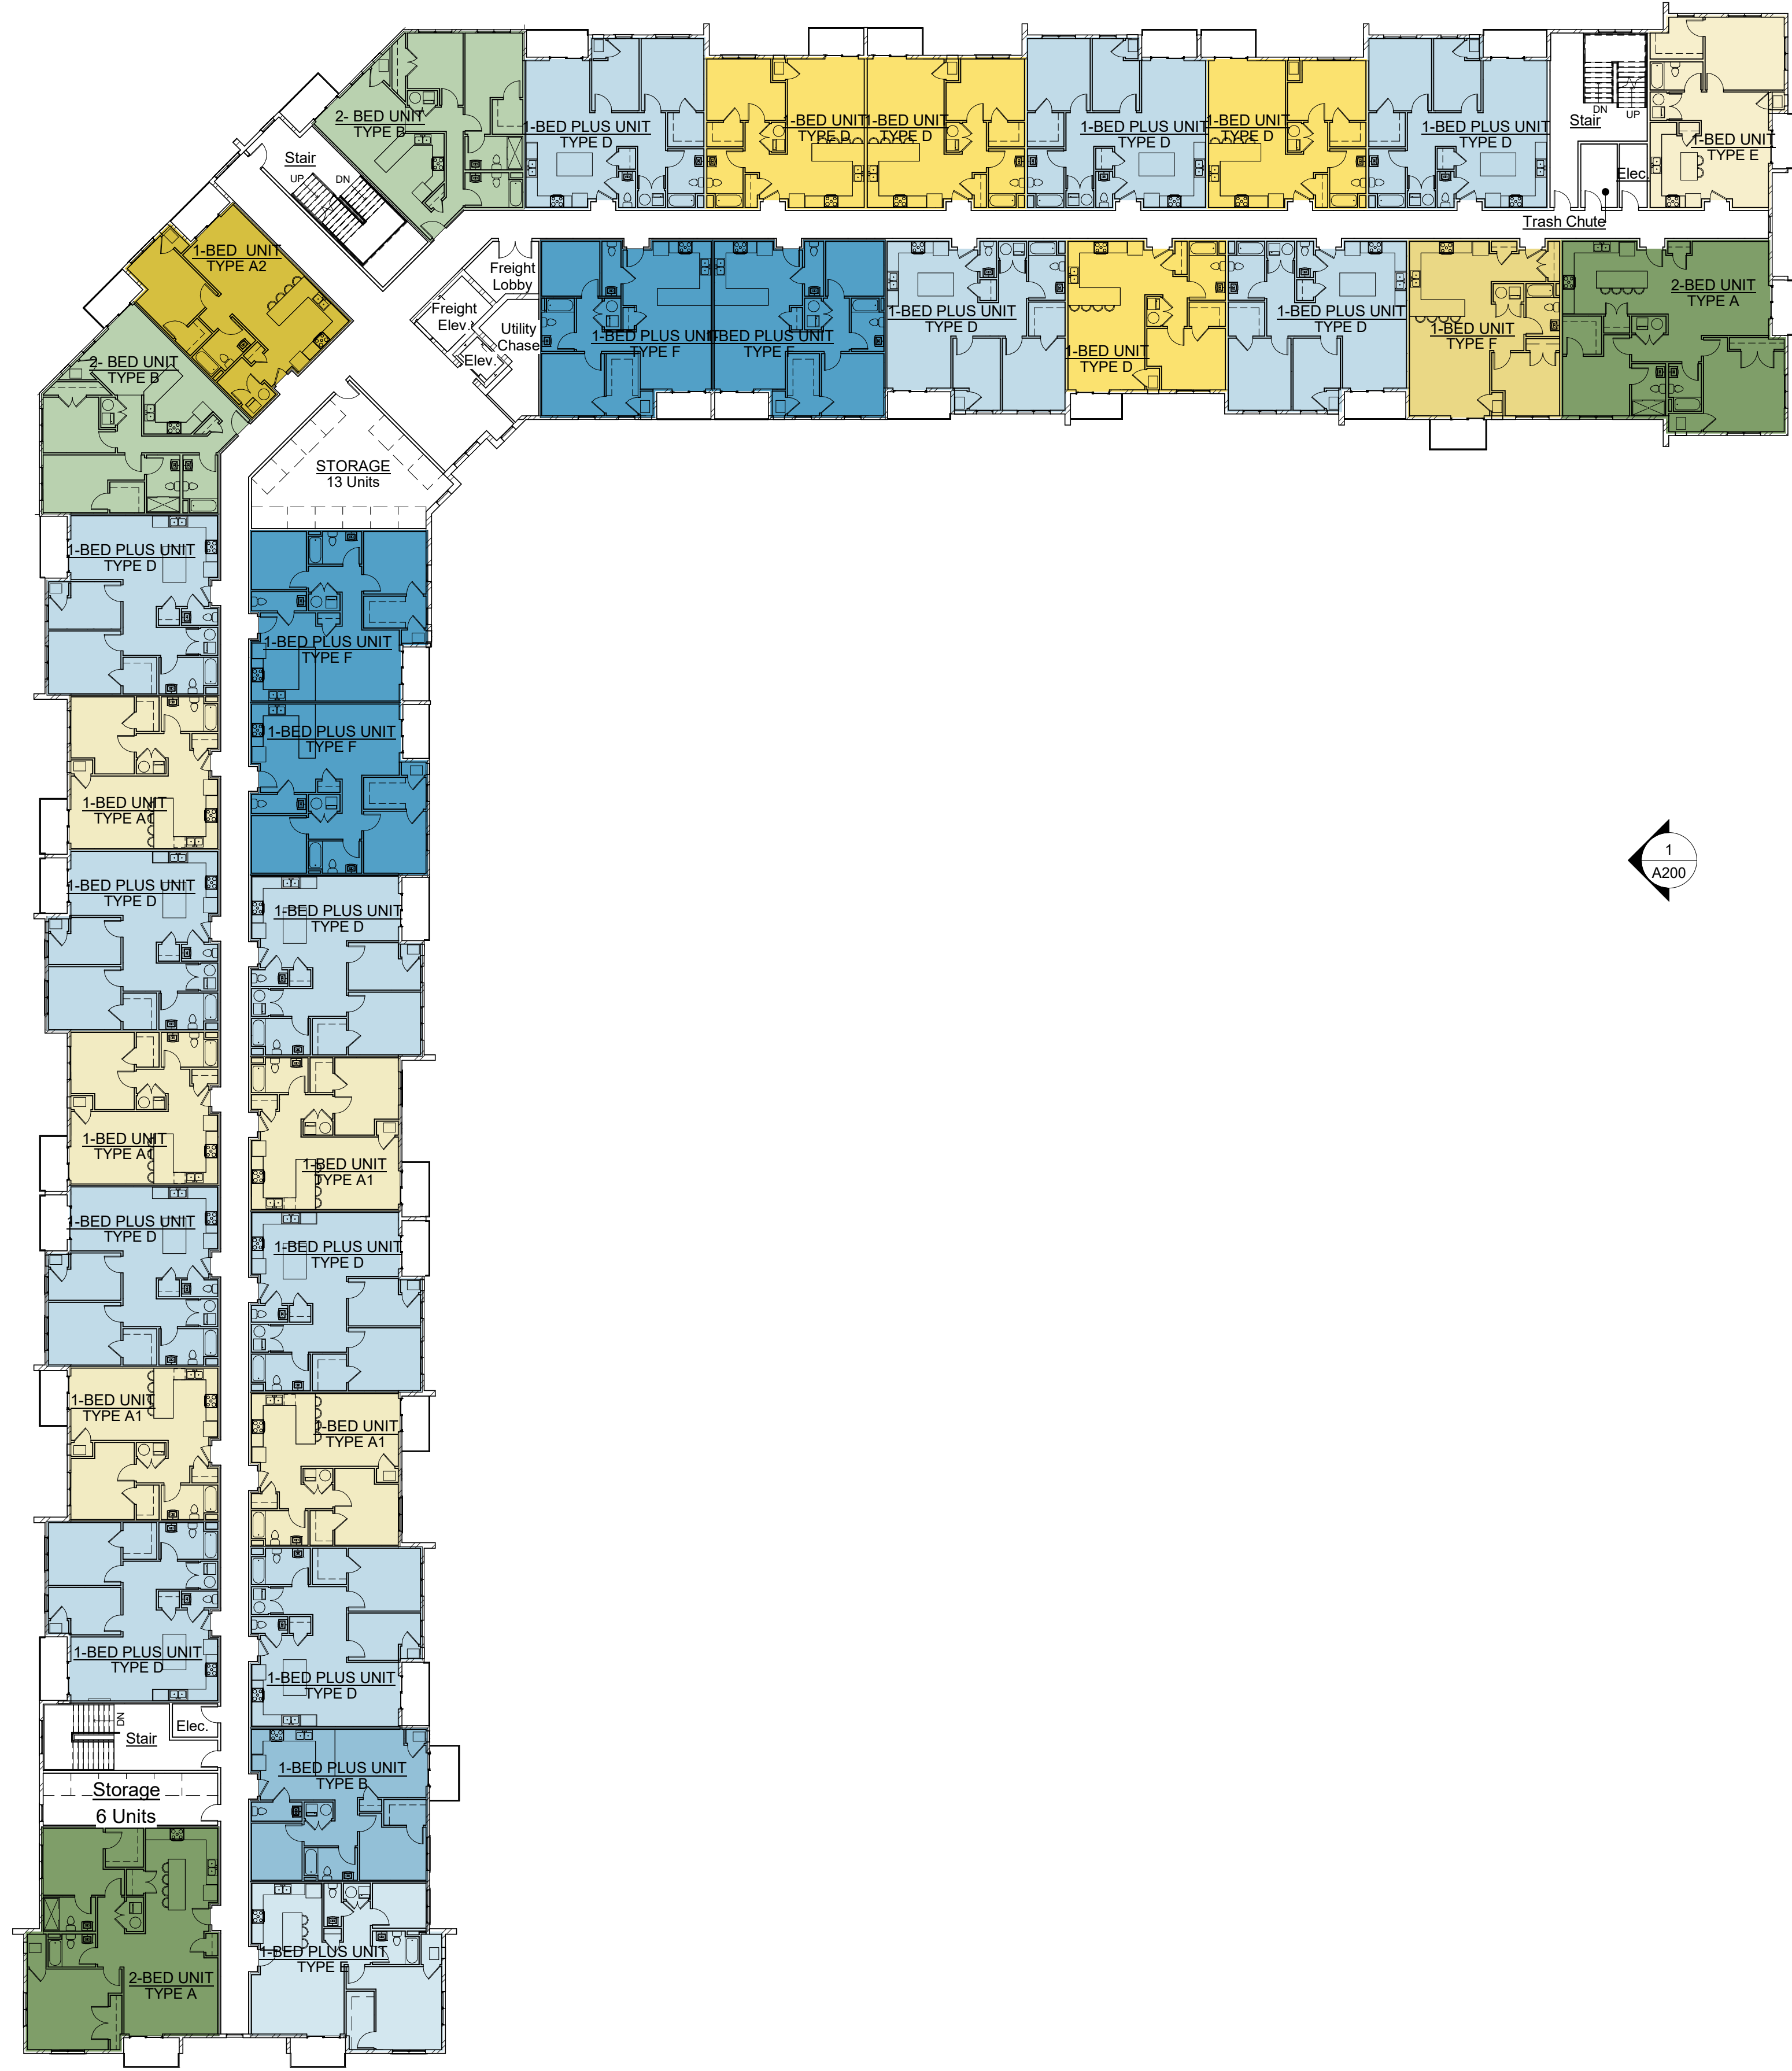 2- BED UNIT
TYPE B
1-BED PLUS UNIT
TYPE D
1-BED UNIT
TYPE D
1-BED UNIT
TYPE D
1-BED PLUS UNIT
TYPE D
1-BED UNIT
TYPE D
1-BED PLUS UNIT
TYPE D
DN
UP
Stair
Elec.
1-BED UNIT
TYPE E
Trash Chute
Stair
UP
DN
1-BED UNIT
TYPE A2
Freight
Lobby
Freight
Elev.
Utility
Chase
Elev.
1-BED PLUS UNIT
TYPE F
1-BED PLUS UNIT
TYPE F
1-BED PLUS UNIT
TYPE D
1-BED UNIT
TYPE D
1-BED PLUS UNIT
TYPE D
1-BED UNIT
TYPE F
2-BED UNIT
TYPE A
2- BED UNIT
TYPE B
STORAGE
13 Units
1-BED PLUS UNIT
TYPE D
1-BED PLUS UNIT
TYPE F
1-BED PLUS UNIT
TYPE F
1-BED UNIT
TYPE A1
1
A200
1-BED PLUS UNIT
TYPE D
1-BED PLUS UNIT
TYPE D
1-BED UNIT
TYPE A1
1-BED UNIT
TYPE A1
1-BED PLUS UNIT
TYPE D
1-BED PLUS UNIT
TYPE D
1-BED UNIT
TYPE A1
1-BED UNIT
TYPE A1
1-BED PLUS UNIT
TYPE D
1-BED PLUS UNIT
TYPE D
DN
Elec.
Stair
1-BED PLUS UNIT
TYPE B
Storage
6 Units
1-BED PLUS UNIT
TYPE E
2-BED UNIT
TYPE A